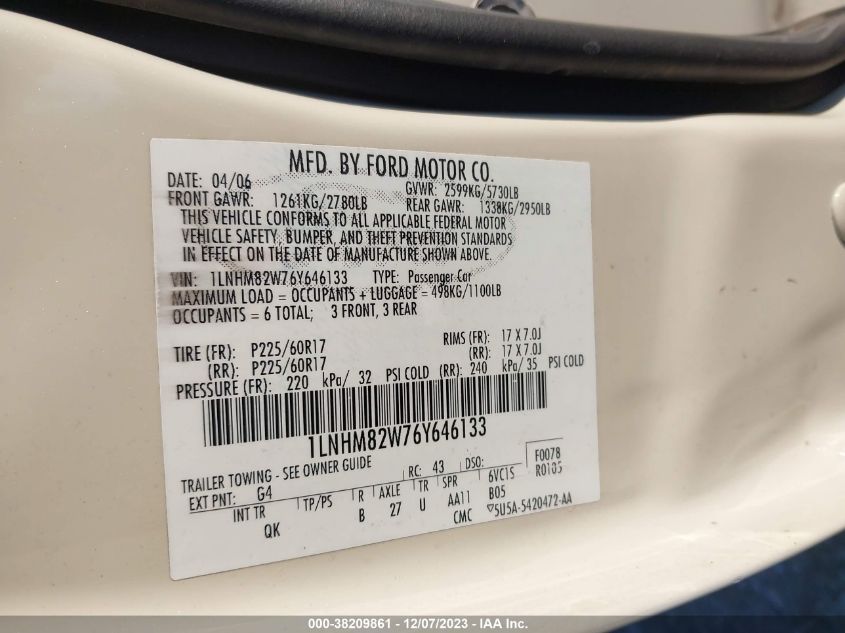 MFD. BY FORD MOTOR CO.
DATE: 04/06 GVWR: 2599KG/5730LB
FRONT GAWR: 1261KG/2780LB REAR GAWR: 1338KG/2950LB
THIS VEHICLE CONFORMS TO ALL APPLICABLE FEDERAL MOTOR
VEHICLE SAFETY, BUMPER, AND THEFT PREVENTION STANDARDS
IN EFFECT ON THE DATE OF MANUFACTURE SHOWN ABOVE.
VIN: 1LNHM82W76Y646133 TYPE: Passenger Car
MAXIMUM LOAD = OCCUPANTS + LUGGAGE = 498KG/1100LB
OCCUPANTS = 6 TOTAL; 3 FRONT, 3 REAR
TIRE (FR): P225/60R17 RIMS (FR): 17 X 7.0J
(RR): P225/60R17 (RR): 17 X 7.0J
PRESSURE (FR): 220 kPa/ 32 PSI COLD (RR): 240 kPa/ 35 PSI COLD
1LNHM82W76Y646133
TRAILER TOWING - SEE OWNER GUIDE RC: 43 DSO: F0078
EXT PNT: G4 6VC1S R0105
INT TR TP/PS R AXLE TR SPR B05
QK B 27 U AA11
CMC ▽5U5A-5420472-AA
000-38209861 - 12/07/2023 - IAA Inc.